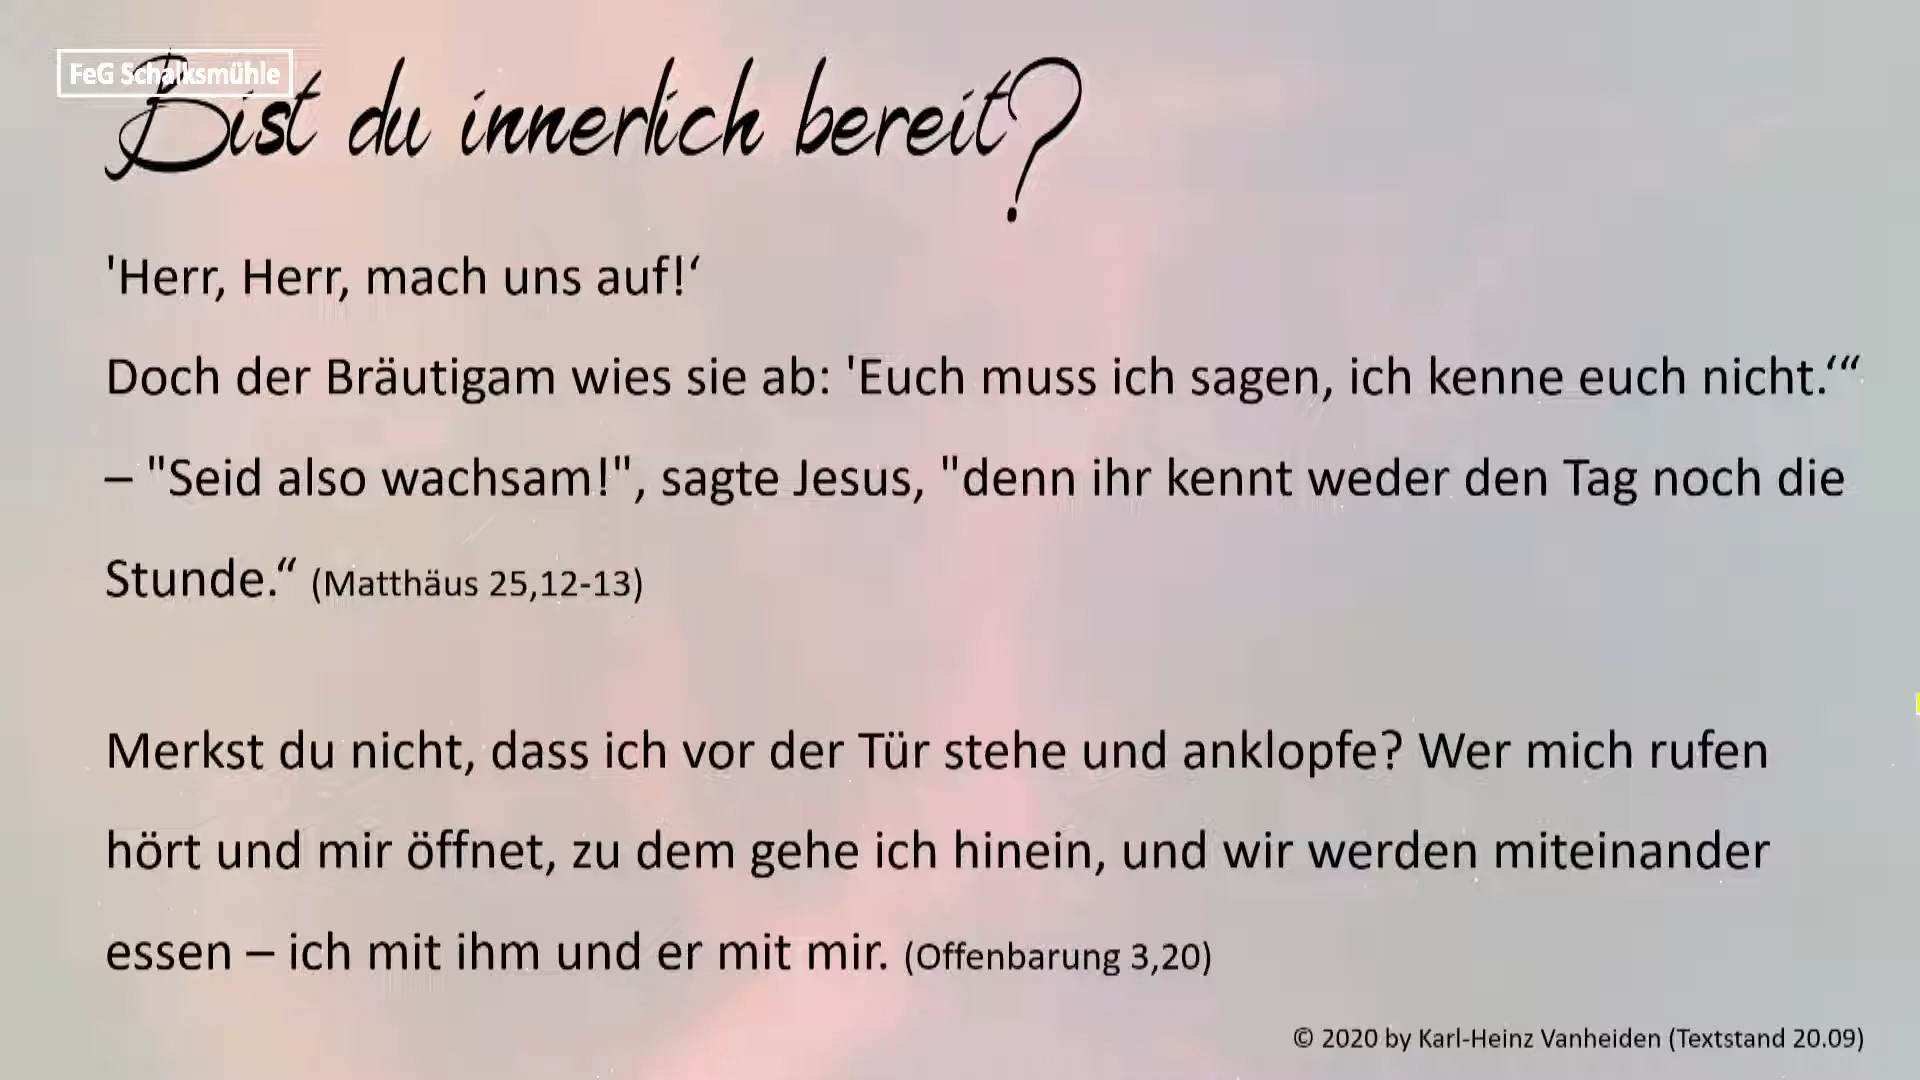 FeG Schalksmühle
Bist du innerlich bereit?
'Herr, Herr, mach uns auf!‘
Doch der Bräutigam wies sie ab: 'Euch muss ich sagen, ich kenne euch nicht.‘“
– "Seid also wachsam!", sagte Jesus, "denn ihr kennt weder den Tag noch die
Stunde.“ (Matthäus 25,12-13)
Merkst du nicht, dass ich vor der Tür stehe und anklopfe? Wer mich rufen
hört und mir öffnet, zu dem gehe ich hinein, und wir werden miteinander
essen – ich mit ihm und er mit mir. (Offenbarung 3,20)
© 2020 by Karl-Heinz Vanheiden (Textstand 20.09)